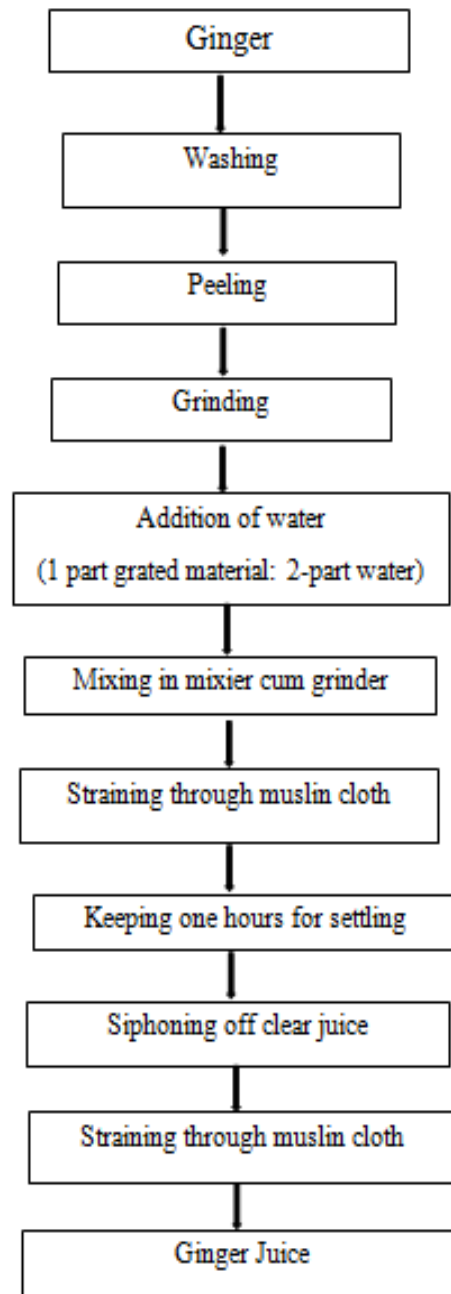 Ginger
Washing
Peeling
Grinding
Addition of water
(1 part grated material: 2-part water)
Mixing in mixier cum grinder
Straining through muslin cloth
Keeping one hours for settling
Siphoning off clear juice
Straining through muslin cloth
Ginger Juice